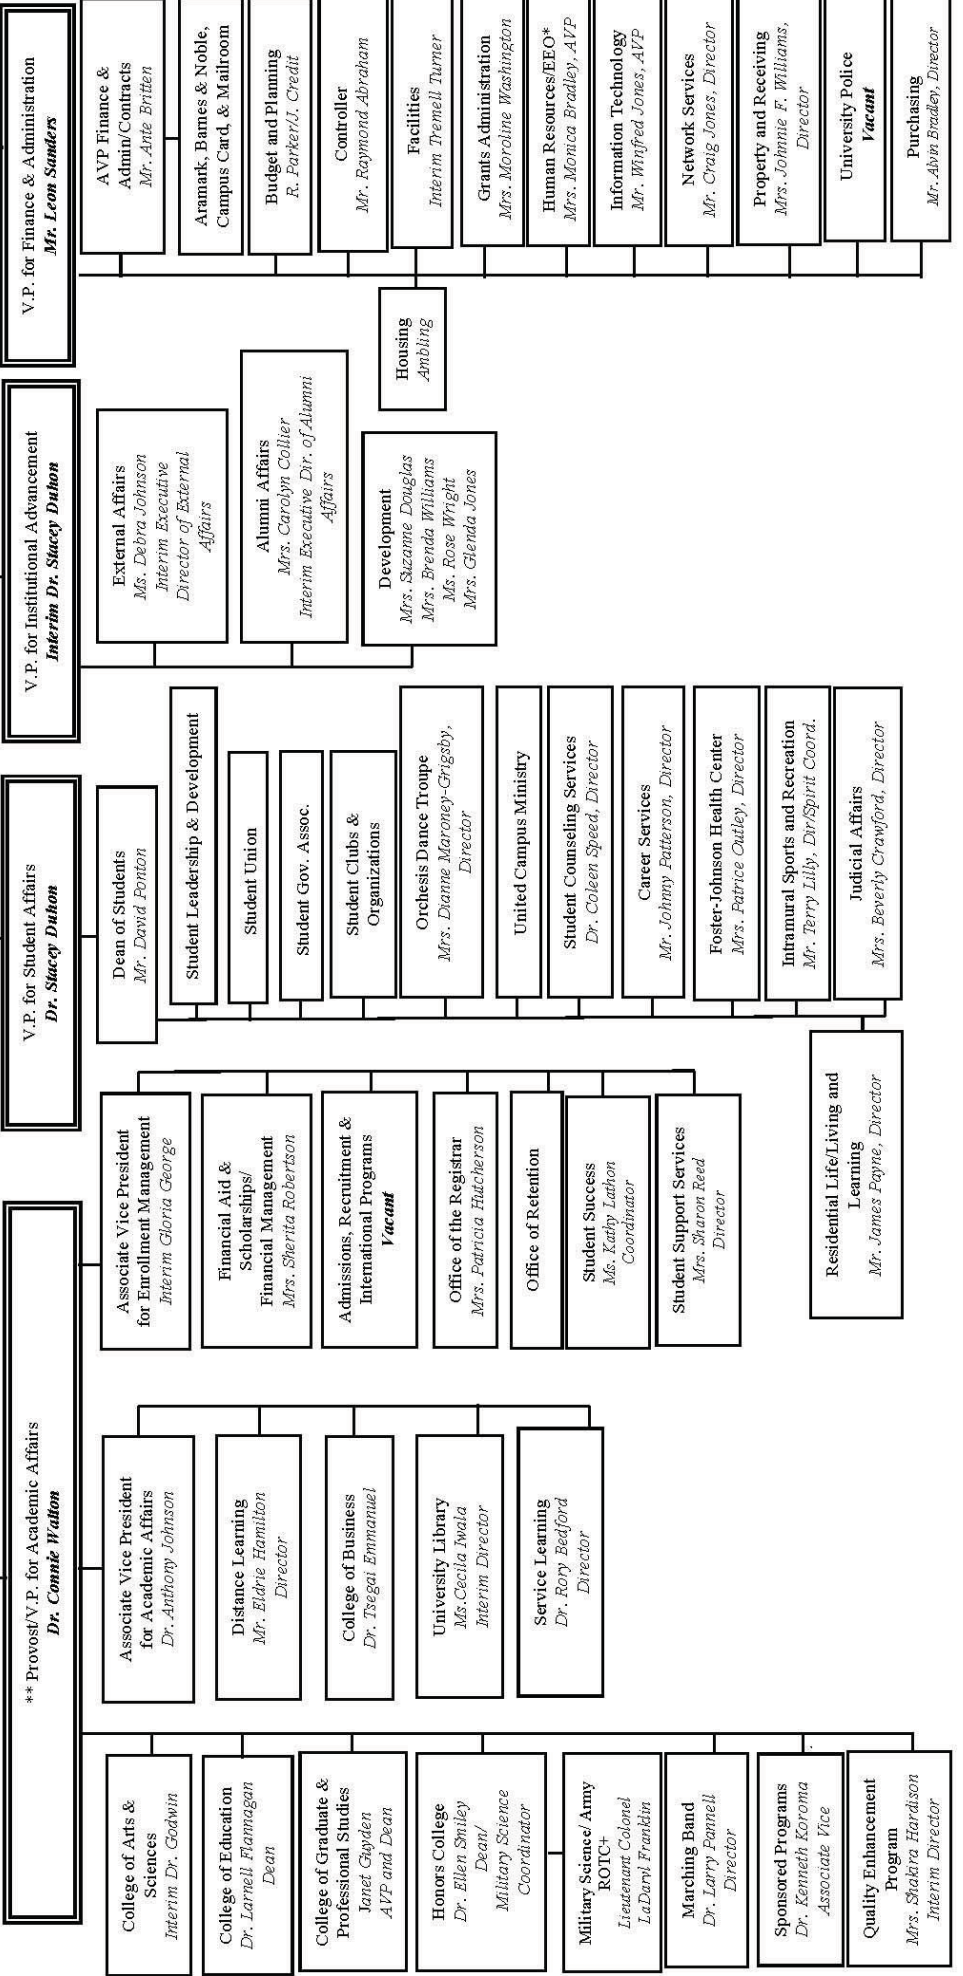 ** Provost/V.P. for Academic Affairs
Dr. Connie Walton
College of Arts &
Sciences
Interim Dr. Godwin
College of Education
Dr. Larnell Flannagan
Dean
College of Graduate &
Professional Studies
Janet Guyden
AVP and Dean
Honors College
Dr. Ellen Smiley
Dean/
Military Science
Coordinator
Military Science/ Army
ROTC+
Lieutenant Colonel
LaDaryl Franklin
Marching Band
Dr. Larry Pannell
Director
Sponsored Programs
Dr. Kenneth Koroma
Associate Vice
Quality Enhancement
Program
Mrs. Shakira Hardison
Interim Director
Associate Vice President
for Academic Affairs
Dr. Anthony Johnson
Distance Learning
Mr. Eldrie Hamilton
Director
College of Business
Dr. Tsegai Emmanuel
University Library
Ms.Cecila Iwala
Interim Director
Service Learning
Dr. Rory Bedford
Director
Associate Vice President
for Enrollment Management
Interim Gloria George
Financial Aid &
Scholarships/
Financial Management
Mrs. Sherita Robertson
Admissions, Recruitment &
International Programs
Vacant
Office of the Registrar
Mrs. Patricia Hutcherson
Office of Retention
Student Success
Ms. Kathy Lathon
Coordinator
Student Support Services
Mrs. Sharon Reed
Director
V.P. for Student Affairs
Dr. Stacey Duhon
Dean of Students
Mr. David Ponton
Student Leadership & Development
Student Union
Student Gov. Assoc.
Student Clubs &
Organizations
Orchesis Dance Troupe
Mrs. Dianne Maroney-Grigsby,
Director
United Campus Ministry
Student Counseling Services
Dr. Coleen Speed, Director
Career Services
Mr. Johnny Patterson, Director
Foster-Johnson Health Center
Mrs. Patrice Outley, Director
Intramural Sports and Recreation
Mr. Terry Lilly, Dir/Spirit Coord.
Judicial Affairs
Mrs. Beverly Crawford, Director
Residential Life/Living and
Learning
Mr. James Payne, Director
V.P. for Institutional Advancement
Interim Dr. Stacey Duhon
External Affairs
Ms. Debra Johnson
Interim Executive
Director of External
Affairs
Alumni Affairs
Mrs. Carolyn Collier
Interim Executive Dir. of Alumni
Affairs
Development
Mrs. Suzanne Douglas
Mrs. Brenda Williams
Ms. Rose Wright
Mrs. Glenda Jones
V.P. for Finance & Administration
Mr. Leon Sanders
AVP Finance &
Admin/Contracts
Mr. Ante Britten
Aramark, Barnes & Noble,
Campus Card, & Mailroom
Budget and Planning
R. Parker/J. Credit
Controller
Mr. Raymond Abraham
Facilities
Interim Tremell Turner
Housing
Ambling
Grants Administration
Mrs. Moroline Washington
Human Resources/EEO*
Mrs. Monica Bradley, AVP
Information Technology
Mr. Winfred Jones, AVP
Network Services
Mr. Craig Jones, Director
Property and Receiving
Mrs. Johnnie F. Williams,
Director
University Police
Vacant
Purchasing
Mr. Alvin Bradley, Director